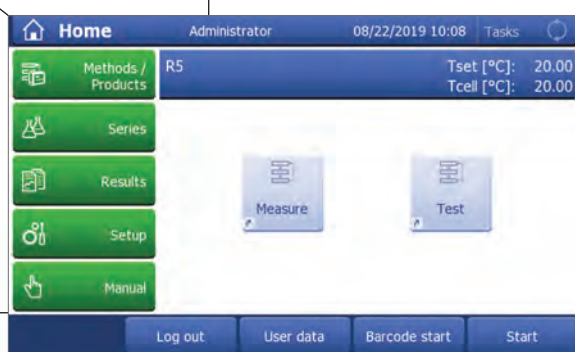 Home Administrator 08/22/2019 10:08 Tasks
Methods /
Products
R5 Tset [°C]: 20.00
Tcell [°C]: 20.00
Series
Results
Setup
Manual
Measure
Test
Log out User data Barcode start Start